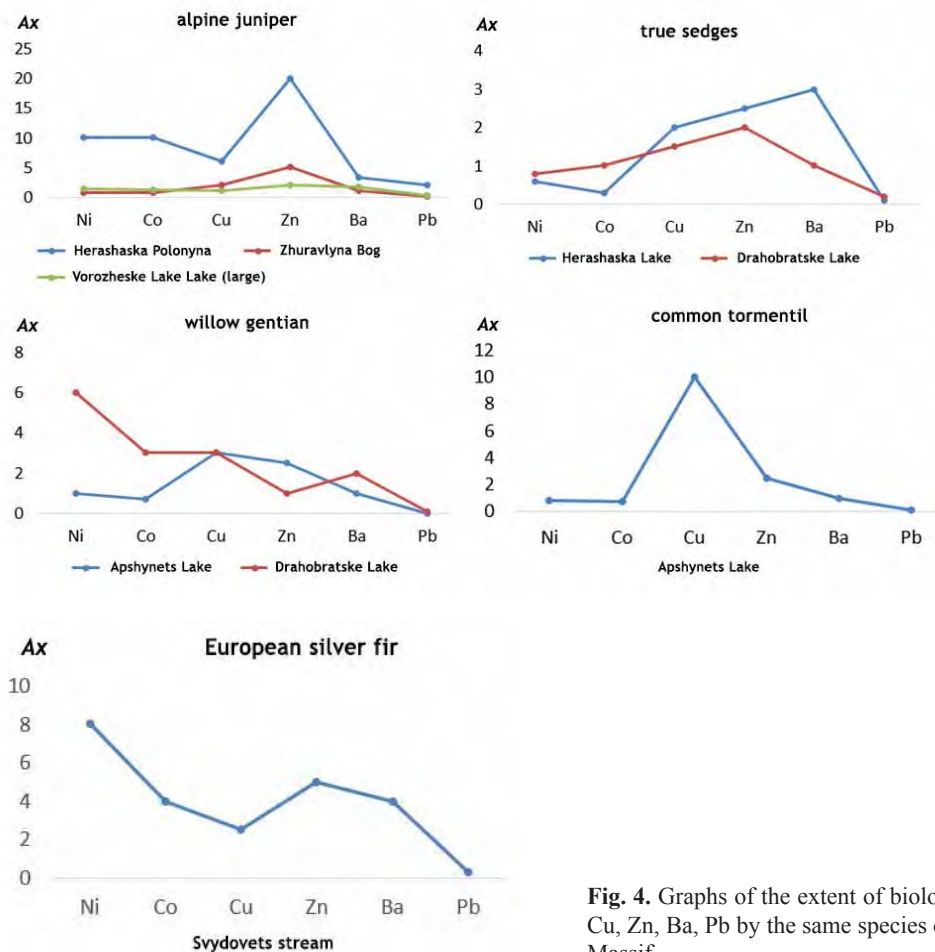 Ax
alpine juniper
25
20
15
10
5
0
Ni Co Cu Zn Ba Pb
Herashaska Polonyna Zhuravlyna Bog
Vorozheske Lake Lake (large)
Ax
true sedges
4
3
2
1
0
Ni Co Cu Zn Ba Pb
Herashaska Lake Drahobratske Lake
Ax
willow gentian
8
6
4
2
0
Ni Co Cu Zn Ba Pb
Apshynets Lake Drahobratske Lake
Ax
common tormentil
12
10
8
6
4
2
0
Ni Co Cu Zn Ba Pb
Apshynets Lake
Ax
European silver fir
10
8
6
4
2
0
Ni Co Cu Zn Ba Pb
Svydovets stream
Fig. 4. Graphs of the extent of biolo
Cu, Zn, Ba, Pb by the same species